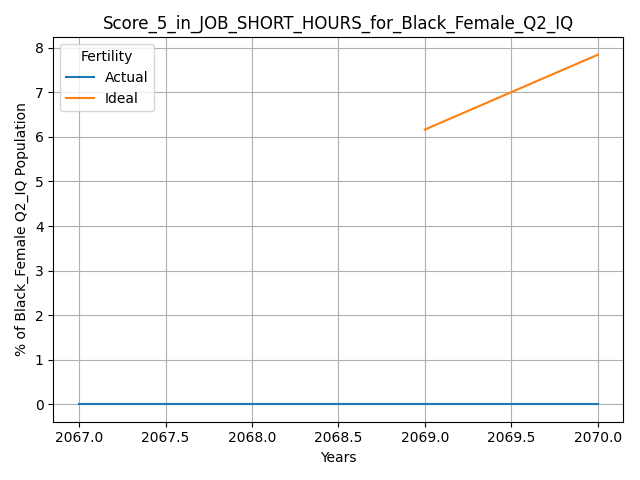 Score_5_in_JOB_SHORT_HOURS_for_Black_Female_Q2_IQ
Fertility
Actual
Ideal
% of Black_Female Q2_IQ Population
8
7
6
5
4
3
2
1
0
2067.0 2067.5 2068.0 2068.5 2069.0 2069.5 2070.0
Years